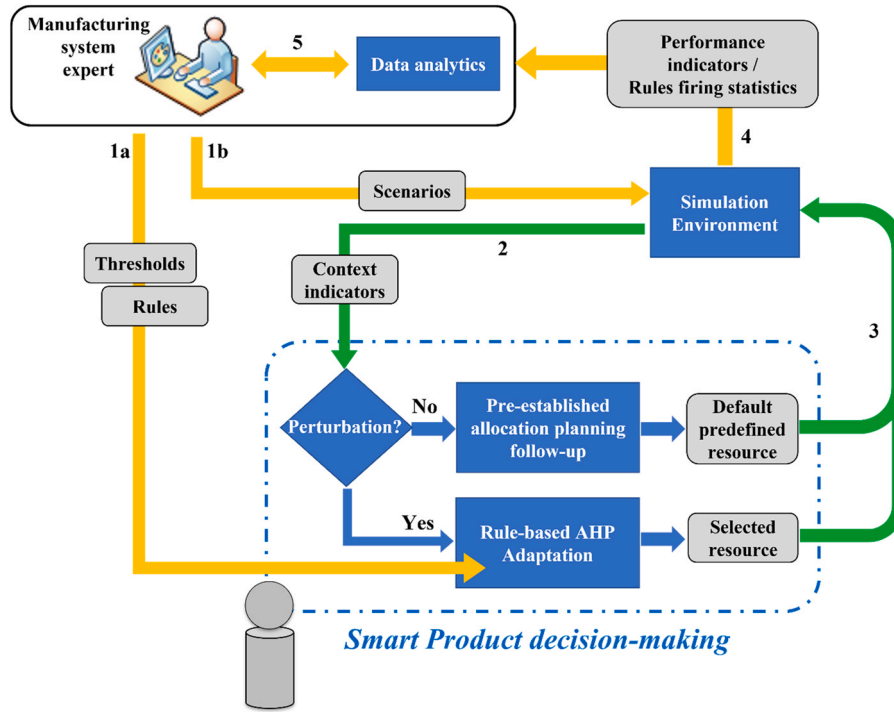 Manufacturing
system
expert
5
Data analytics
Performance
indicators /
Rules firing statistics
1a
1b
4
Scenarios
Simulation
Environment
2
Thresholds
Rules
Context
indicators
3
Perturbation?
No
Pre-established
allocation planning
follow-up
Default
predefined
resource
Yes
Rule-based AHP
Adaptation
Selected
resource
Smart Product decision-making